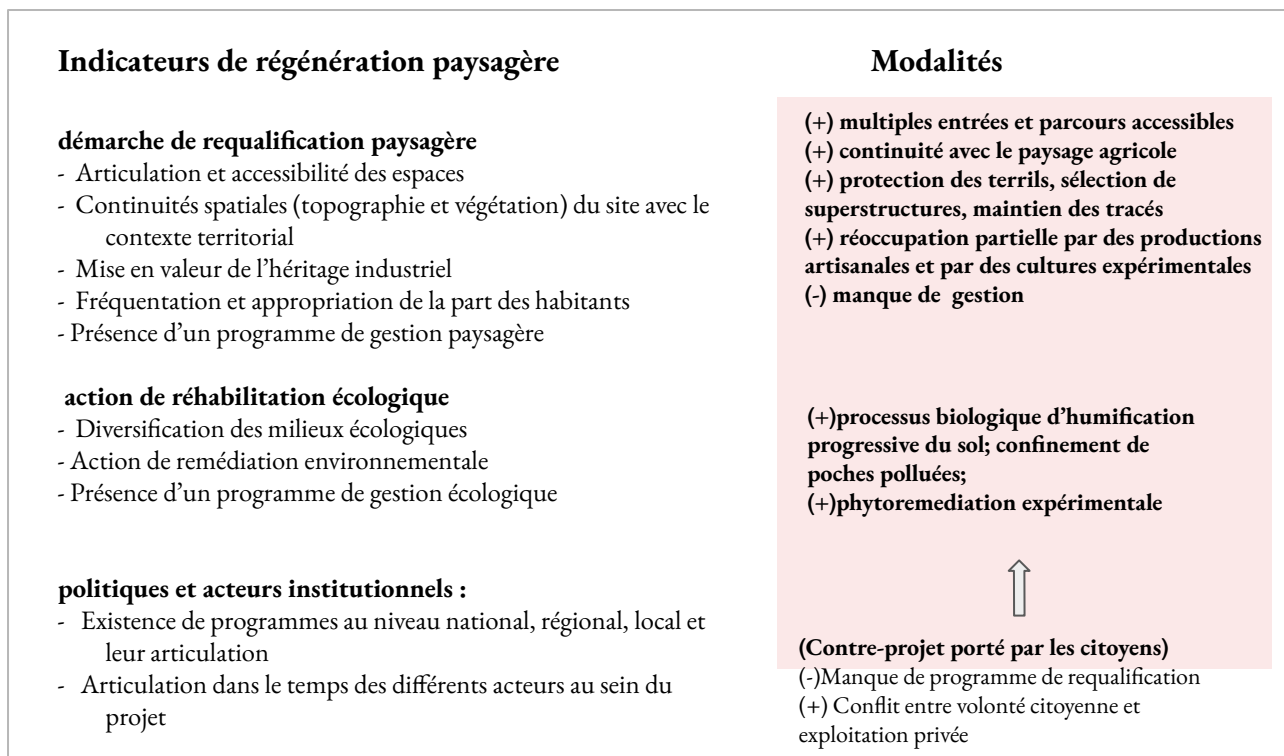 Indicateurs de régénération paysagère
démarche de requalification paysagère
- Articulation et accessibilité des espaces
- Continuités spatiales (topographie et végétation) du site avec le
contexte territorial
- Mise en valeur de l’héritage industriel
- Fréquentation et appropriation de la part des habitants
- Présence d’un programme de gestion paysagère
action de réhabilitation écologique
- Diversification des milieux écologiques
- Action de remédiation environnementale
- Présence d’un programme de gestion écologique
politiques et acteurs institutionnels :
- Existence de programmes au niveau national, régional, local et
leur articulation
- Articulation dans le temps des différents acteurs au sein du
projet
Modalités
(+) multiples entrées et parcours accessibles
(+) continuité avec le paysage agricole
(+) protection des terrils, sélection de
superstructures, maintien des tracés
(+) réoccupation partielle par des productions
artisanales et par des cultures expérimentales
(-) manque de gestion
(+)processus biologique d’humification
progressive du sol; confinement de
poches polluées;
(+)phytoremediation expérimentale
(Contre-projet porté par les citoyens)
(-)Manque de programme de requalification
(+) Conflit entre volonté citoyenne et
exploitation privée